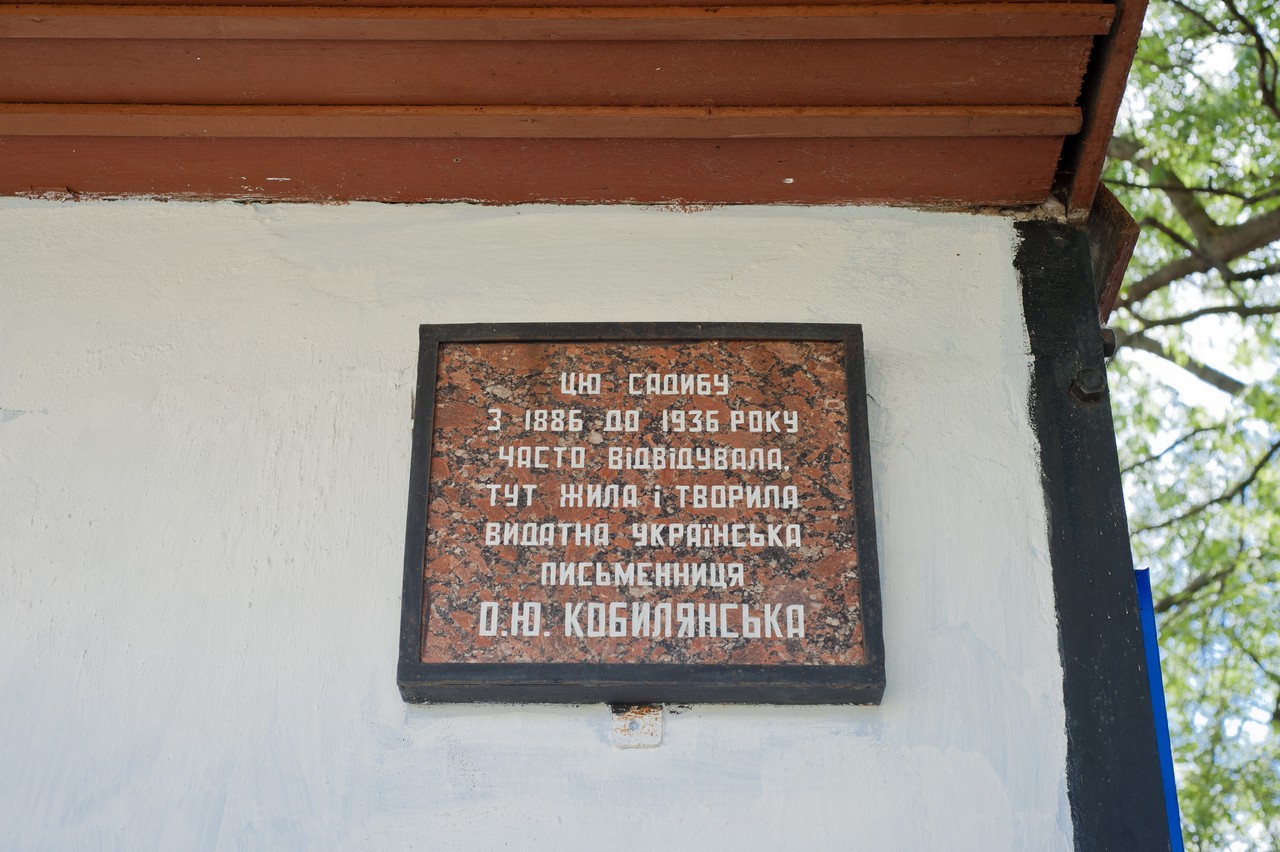 ЦЮ САДИБУ
З 1886 ДО 1936 РОКУ
ЧАСТО ВІДВІДУВАЛА,
ТУТ ЖИЛА І ТВОРИЛА
ВИДАТНА УКРАЇНСЬКА
ПИСЬМЕННИЦЯ
О.Ю. КОБИЛЯНСЬКА